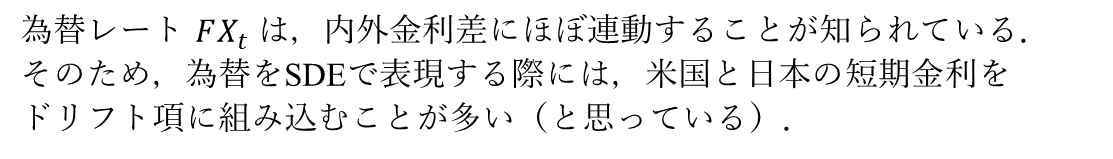 為替レート FXt は，内外金利差にほぼ連動することが知られている．
そのため，為替をSDEで表現する際には，米国と日本の短期金利を
ドリフト項に組み込むことが多い（と思っている）．